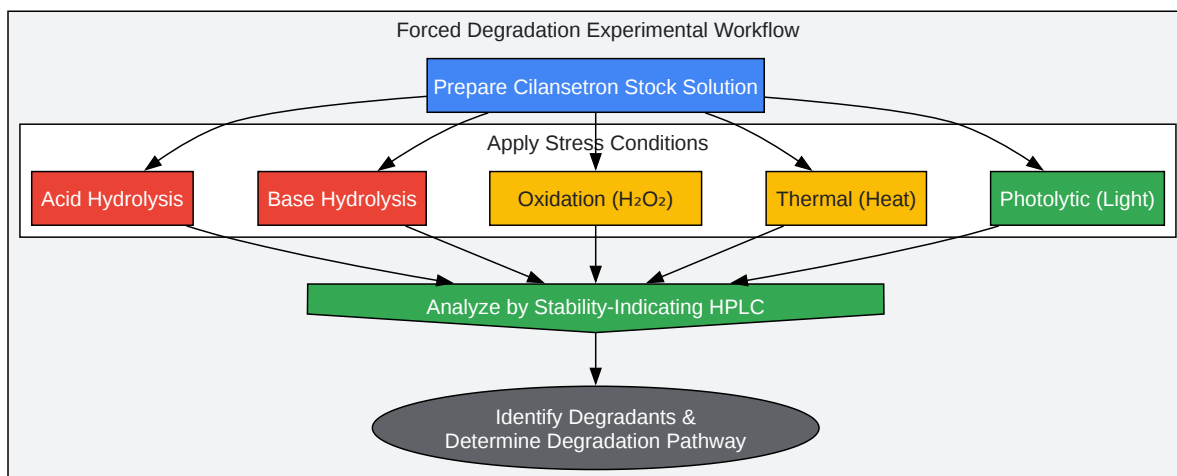 Forced Degradation Experimental Workflow
Prepare Cilansetron Stock Solution
Apply Stress Conditions
Acid Hydrolysis
Base Hydrolysis
Oxidation (H₂O₂)
Thermal (Heat)
Photolytic (Light)
Analyze by Stability-Indicating HPLC
Identify Degradants &
Determine Degradation Pathway